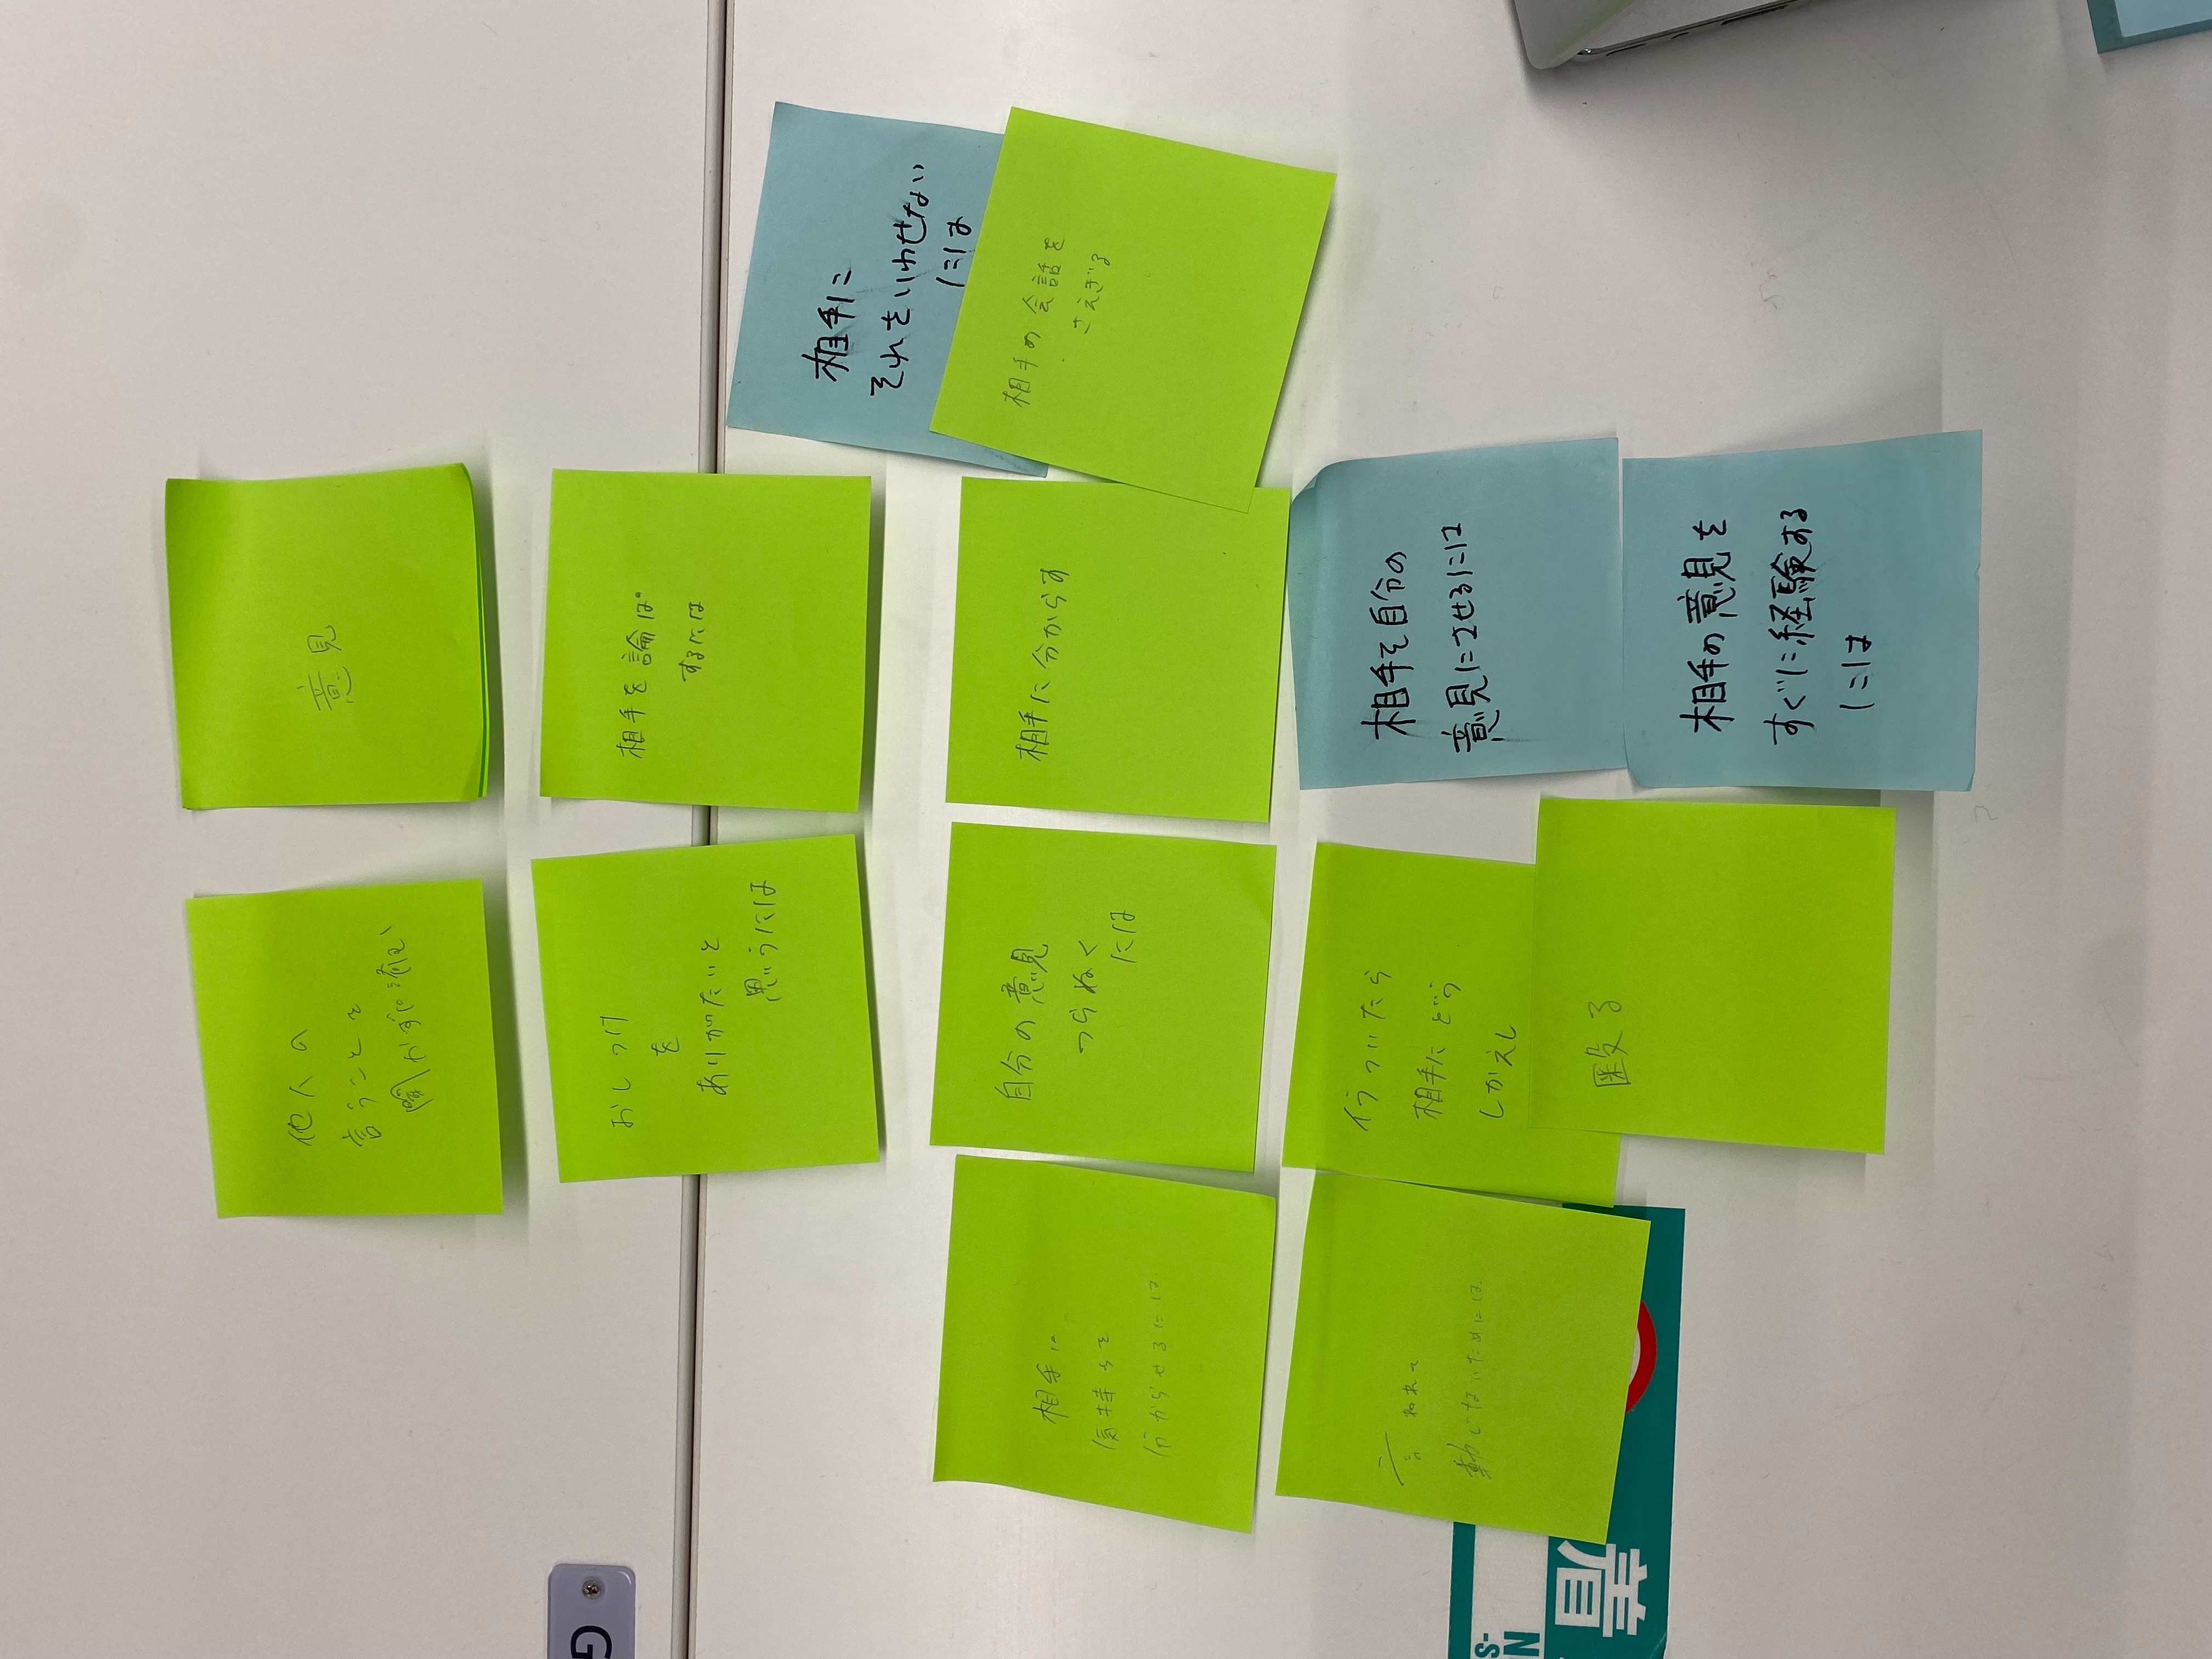 他人の
言うことを
聞かずに済む
意見
おしつけ
を
ありがたいと
思うには
相手を論ぱ
するには
相手に
それをいわせない
には
相手に
気持ちを
分からせるには
自分の意見
つらぬく
には
相手に分からす
相手の会話を
さえぎる
言われて
動じないためには
イラついたら
相手にどう
しかえし
殴る
相手を自分の
意見にさせるには
相手の意見を
すぐに経験する
には
G
S-
N
着